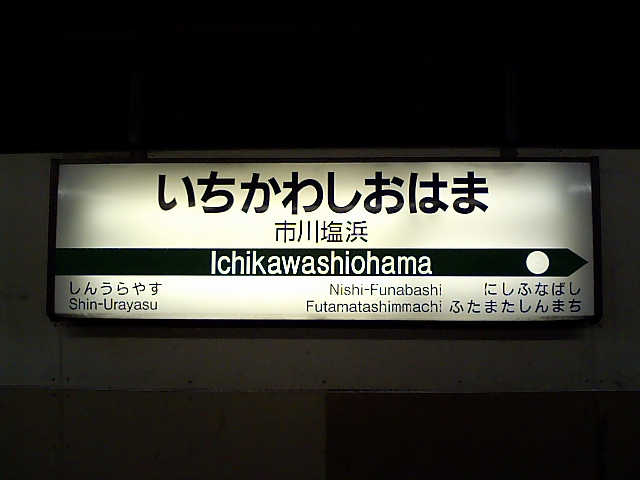 いちかわしおはま
市川塩浜
Ichikawashiohama
しんうらやす
Shin-Urayasu
Nishi-Funabashi にしふなばし
Futamatashimmachi ふたまたしんまち